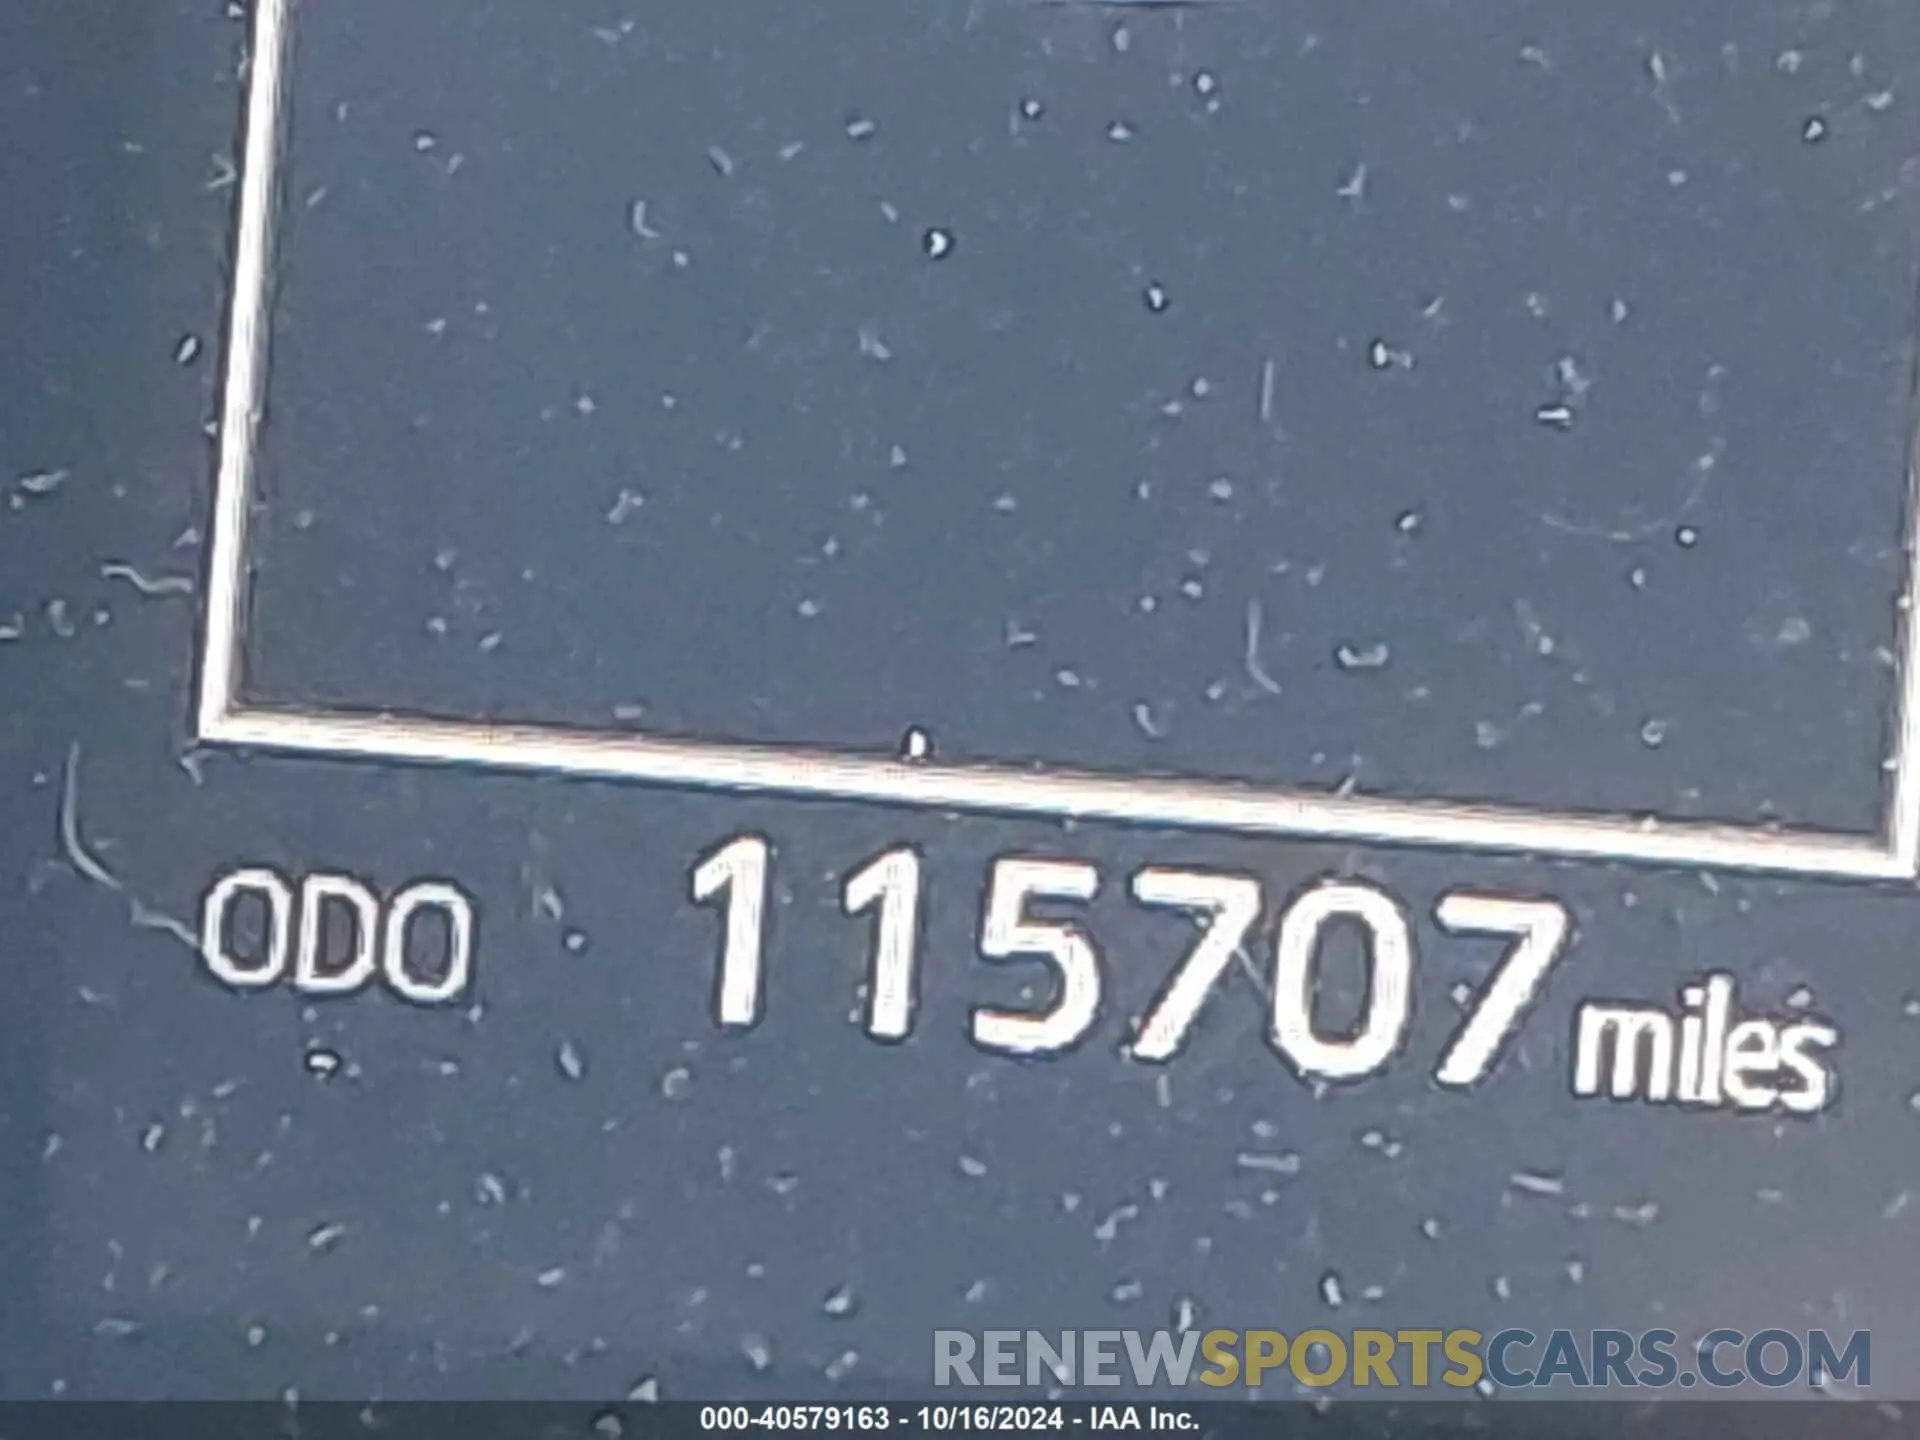 ODO 115707 miles
RENEWSPORTSCARS.COM
000-40579163 - 10/16/2024 - IAA Inc.